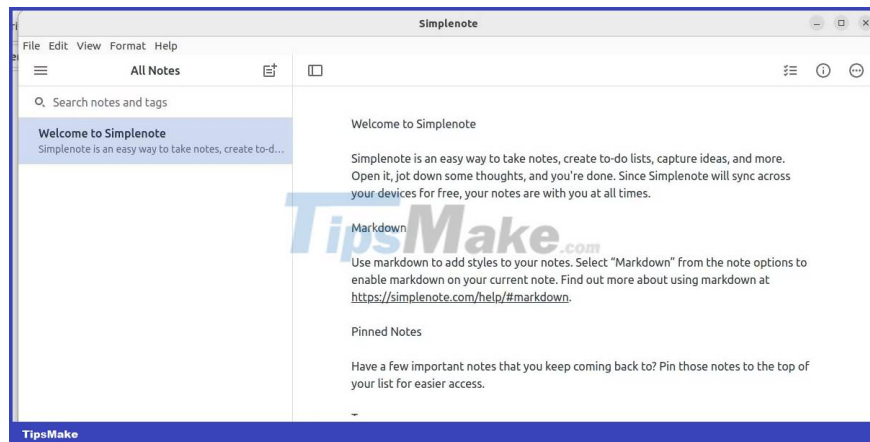 Simplenote
File Edit View Format Help
All Notes
Search notes and tags
Welcome to Simplenote
Simplenote is an easy way to take notes, create to-d...
Welcome to Simplenote
Simplenote is an easy way to take notes, create to-do lists, capture ideas, and more.
Open it, jot down some thoughts, and you're done. Since Simplenote will sync across
your devices for free, your notes are with you at all times.
Markdown
Use markdown to add styles to your notes. Select “Markdown” from the note options to
enable markdown on your current note. Find out more about using markdown at
https://simplenote.com/help/#markdown.
Pinned Notes
Have a few important notes that you keep coming back to? Pin those notes to the top of
your list for easier access.
TipsMake.com
TipsMake